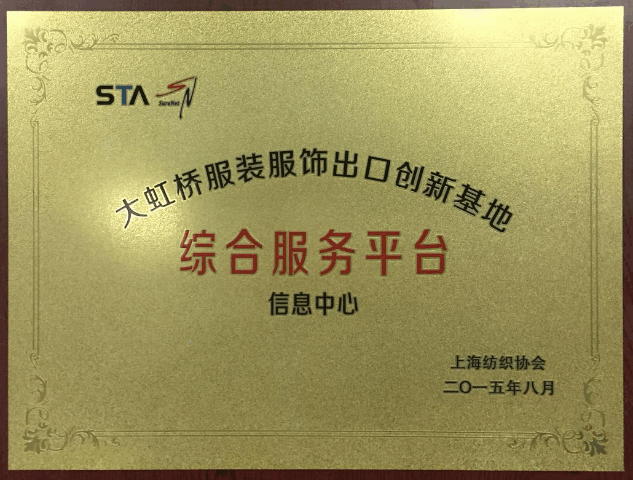 STA SureNet
大虹桥服装服饰出口创新基地
综合服务平台
信息中心
上海纺织协会
二〇一五年八月